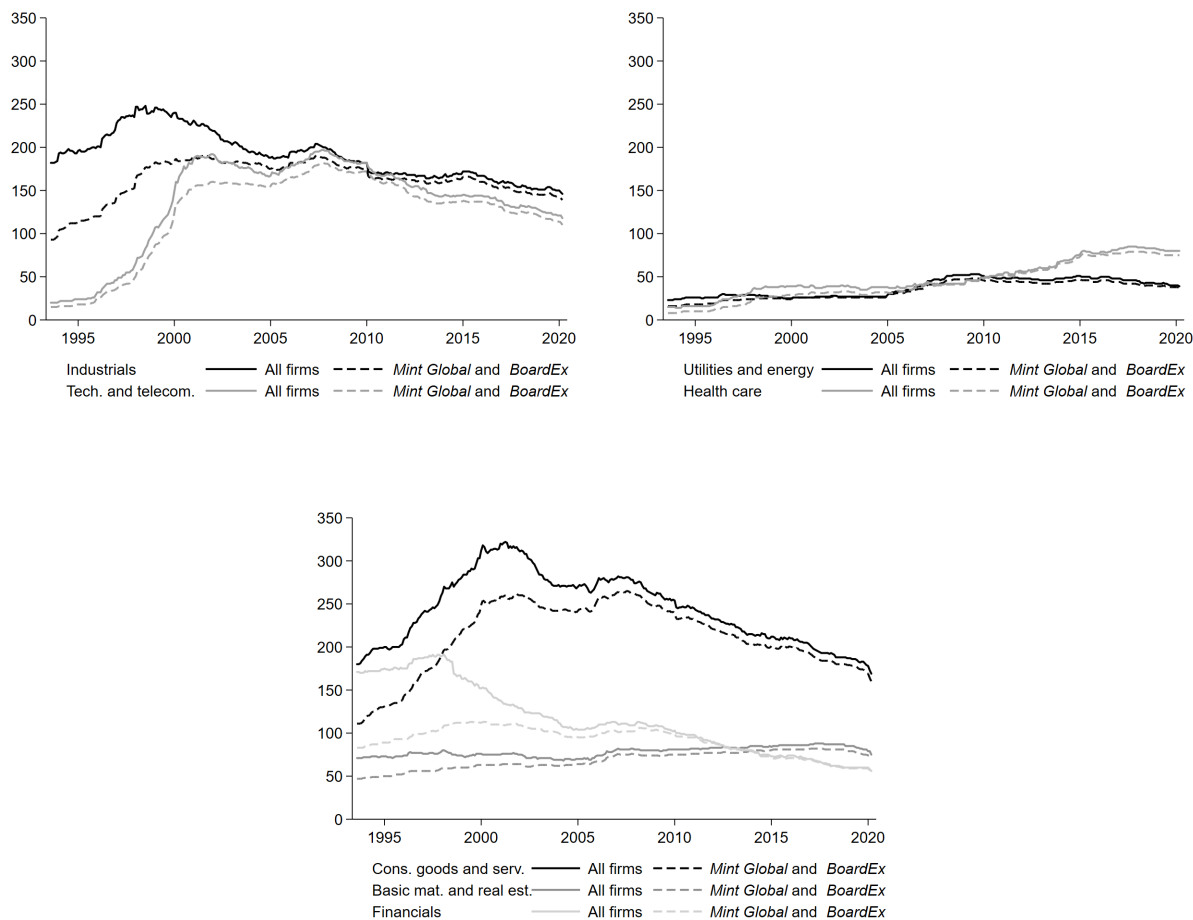 350
300
250
200
150
100
50
0
1995 2000 2005 2010 2015 2020
Industrials All firms Mint Global and BoardEx
Tech. and telecom. All firms Mint Global and BoardEx
350
300
250
200
150
100
50
0
1995 2000 2005 2010 2015 2020
Utilities and energy All firms Mint Global and BoardEx
Health care All firms Mint Global and BoardEx
350
300
250
200
150
100
50
0
1995 2000 2005 2010 2015 2020
Cons. goods and serv. All firms Mint Global and BoardEx
Basic mat. and real est. All firms Mint Global and BoardEx
Financials All firms Mint Global and BoardEx